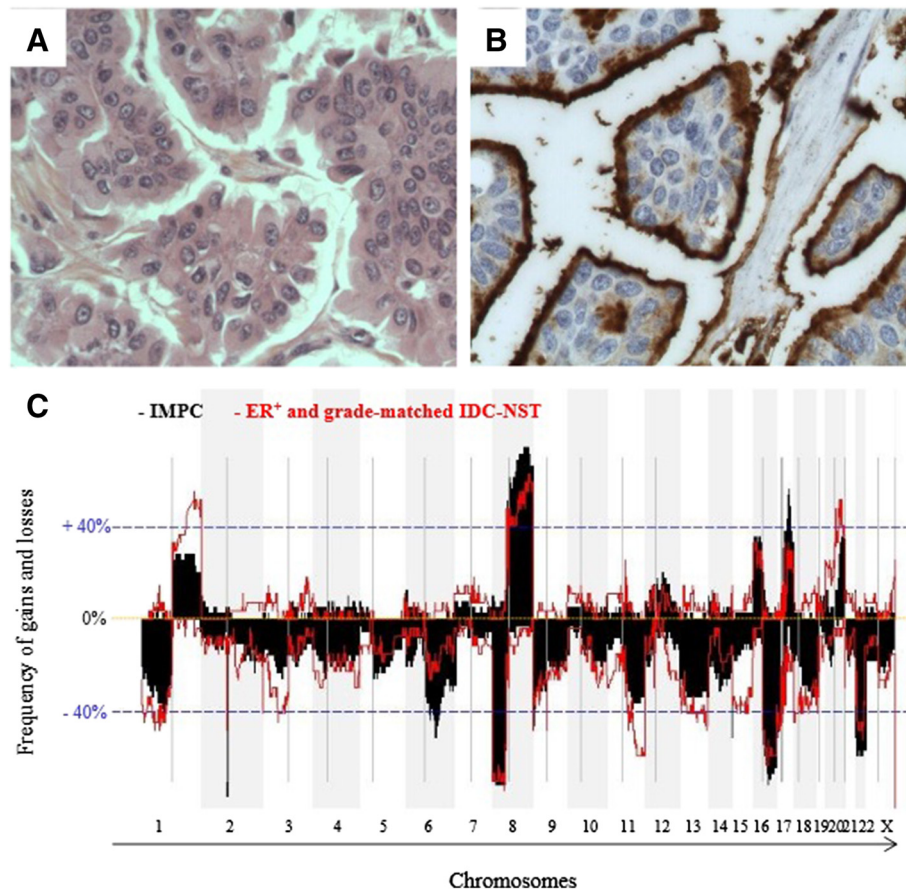 A
B
C
- IMPC
- ER⁺ and grade-matched IDC-NST
Frequency of gains and losses
+ 40%
0%
- 40%
1 2 3 4 5 6 7 8 9 10 11 12 13 14 15 16 17 18 19 20 21 22 X
Chromosomes